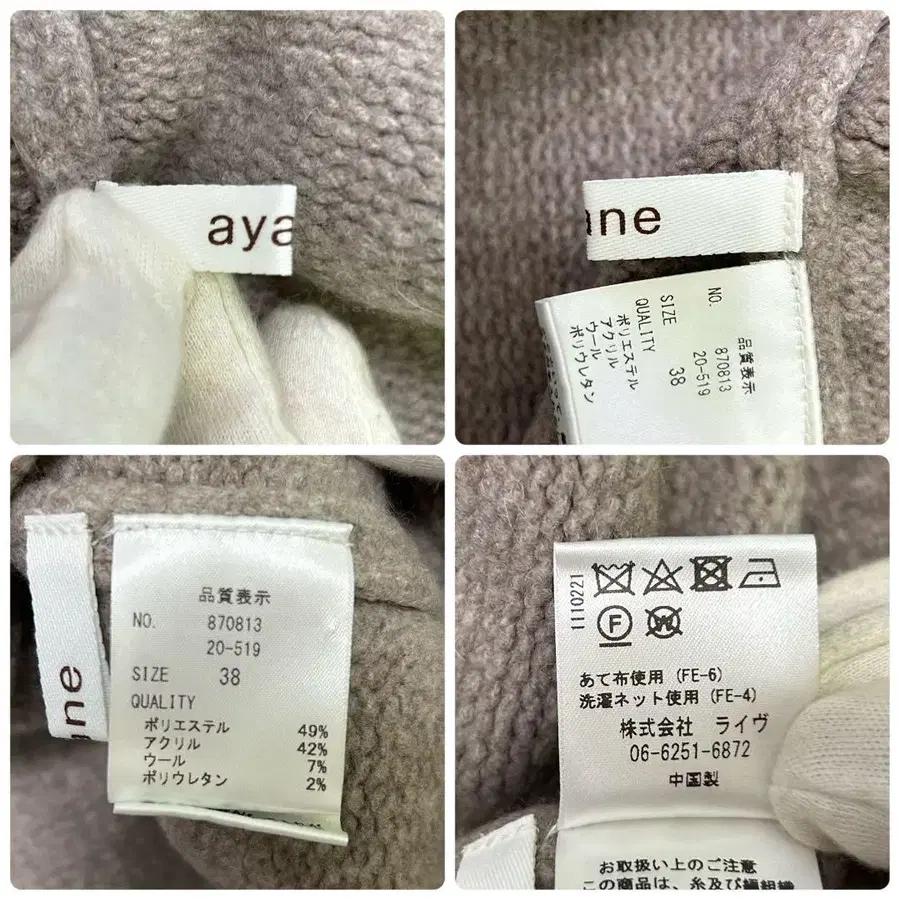 aya
ane
品質表示
NO. 870813
20-519
SIZE 38
QUALITY
ポリエステル
アクリル
ウール
ポリウレタン
ne
品質表示
NO. 870813
20-519
SIZE 38
QUALITY
ポリエステル 49%
アクリル 42%
ウール 7%
ポリウレタン 2%
1110221
F
W
あて布使用 (FE-6)
洗濯ネット使用 (FE-4)
株式会社 ライヴ
06-6251-6872
中国製
お取扱い上のご注意
この商品は、糸及び編組織